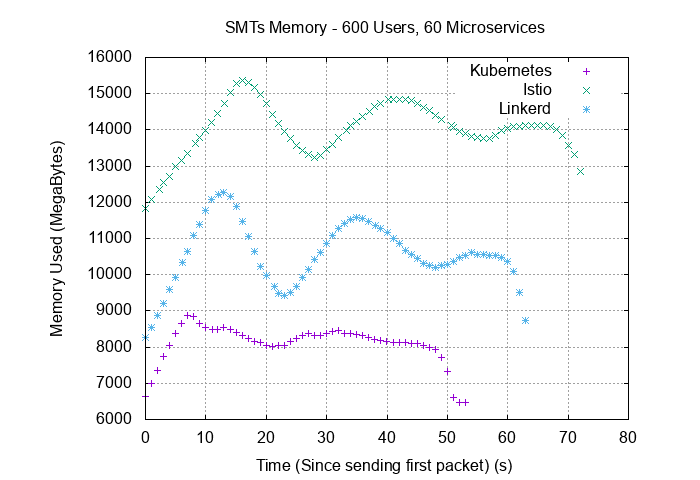 SMTs Memory - 600 Users, 60 Microservices
16000
15000
14000
13000
12000
11000
10000
9000
8000
7000
6000
Memory Used (MegaBytes)
Kubernetes
Istio
Linkerd
0 10 20 30 40 50 60 70 80
Time (Since sending first packet) (s)